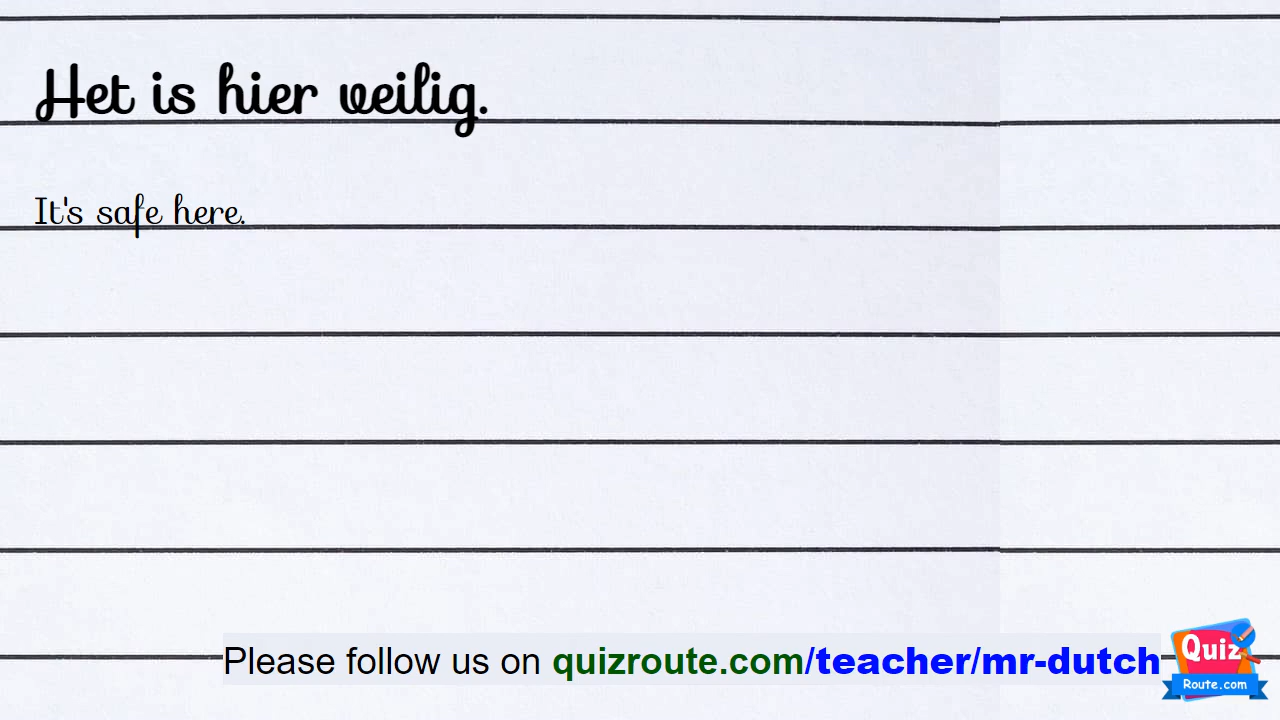 Het is hier veilig.
It's safe here.
Please follow us on quizroute.com/teacher/mr-dutch
Quiz
Route.com